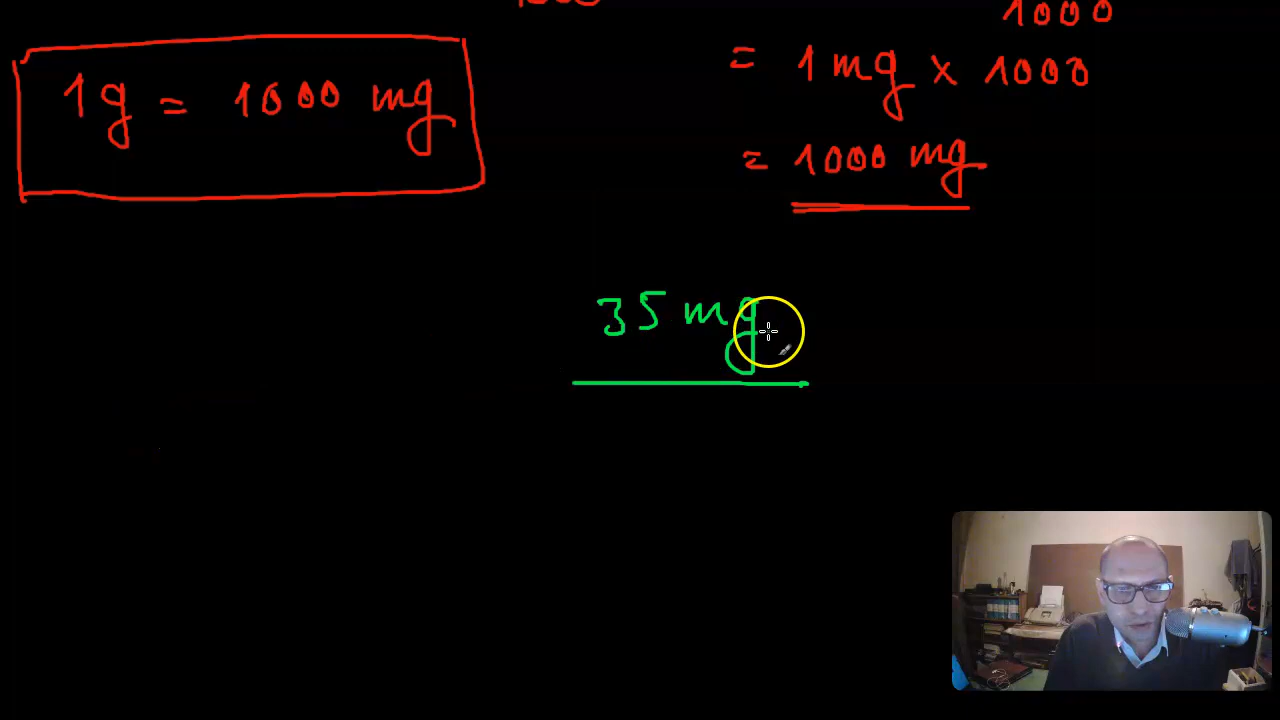 1000
1g = 1000 mg
= 1 mg x 1000
= 1000 mg
35 mg